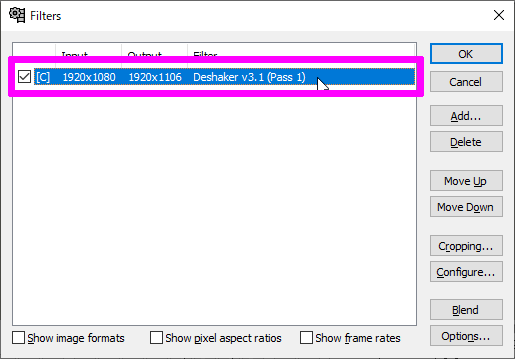 Filters
Input Output Filter
[C] 1920x1080 1920x1106 Deshaker v3.1 (Pass 1)
OK
Cancel
Add...
Delete
Move Up
Move Down
Cropping...
Configure...
Blend
Options...
Show image formats Show pixel aspect ratios Show frame rates